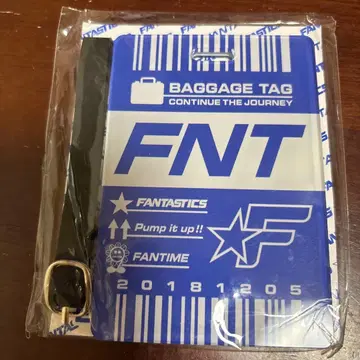 BAGGAGE TAG
CONTINUE THE JOURNEY
FNT
FANTASTICS
Pump it up!!
FANTIME
F
20181205